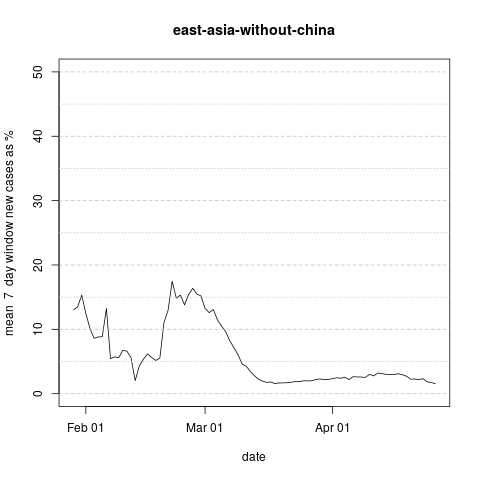 east-asia-without-china
mean  7  day window new cases as %
50
40
30
20
10
0
Feb 01
Mar 01
Apr 01
date